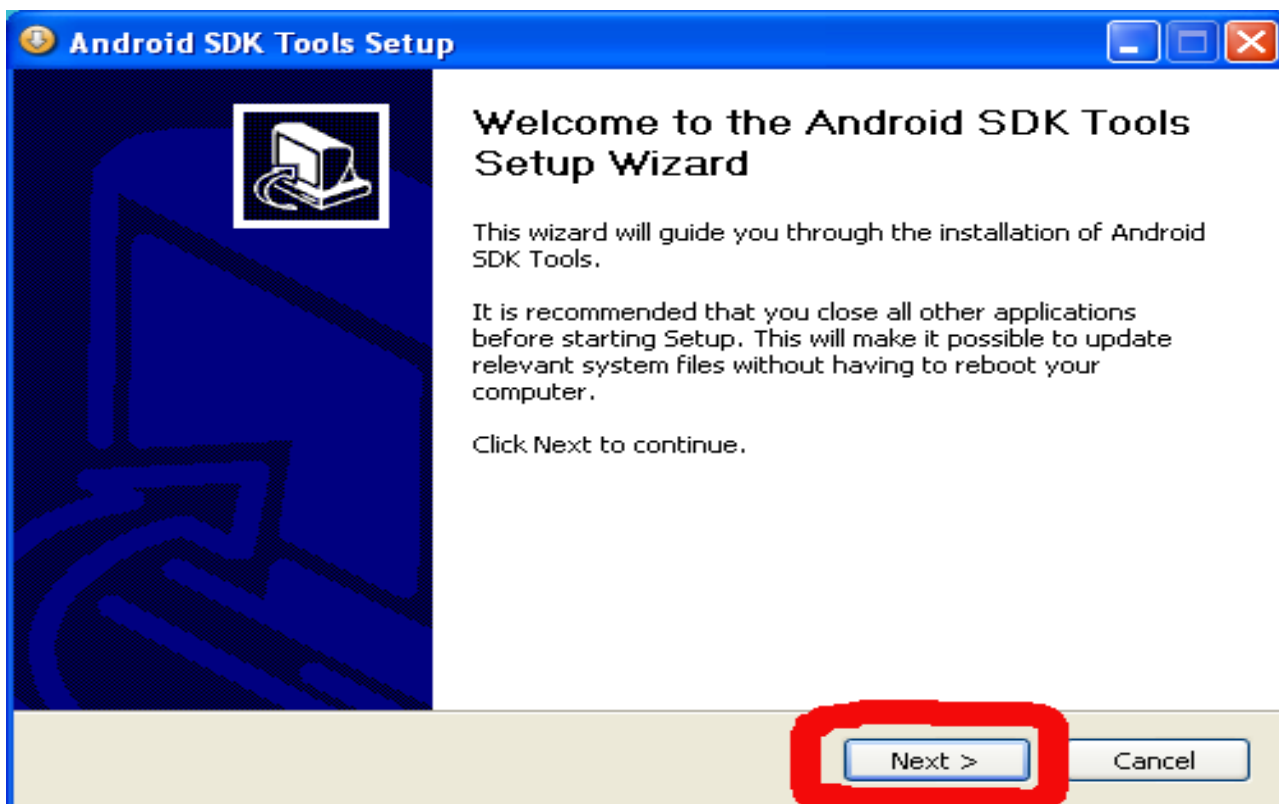 Android SDK Tools Setup
Welcome to the Android SDK Tools
Setup Wizard
This wizard will guide you through the installation of Android
SDK Tools.
It is recommended that you close all other applications
before starting Setup. This will make it possible to update
relevant system files without having to reboot your
computer.
Click Next to continue.
Next >
Cancel